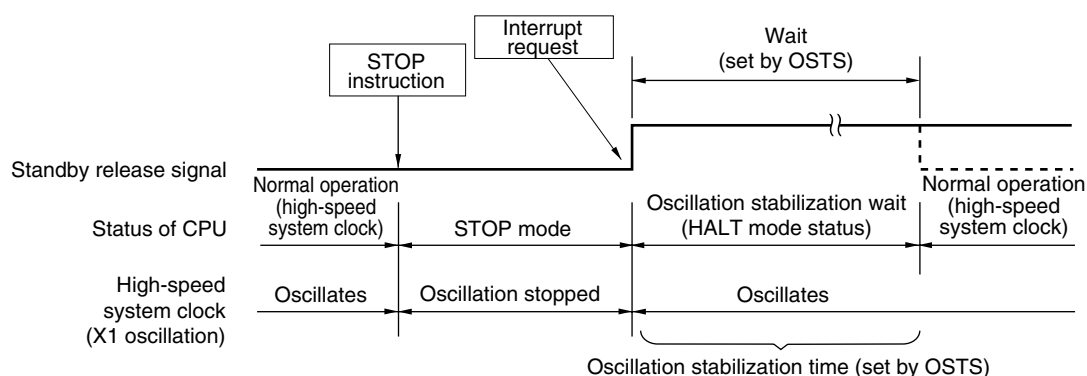 Interrupt
request
Wait
(set by OSTS)
STOP
instruction
Standby release signal
Normal operation
(high-speed
system clock)
Oscillation stabilization wait
(HALT mode status)
Normal operation
(high-speed
system clock)
Status of CPU
STOP mode
High-speed
system clock
(X1 oscillation)
Oscillates
Oscillation stopped
Oscillates
Oscillation stabilization time (set by OSTS)